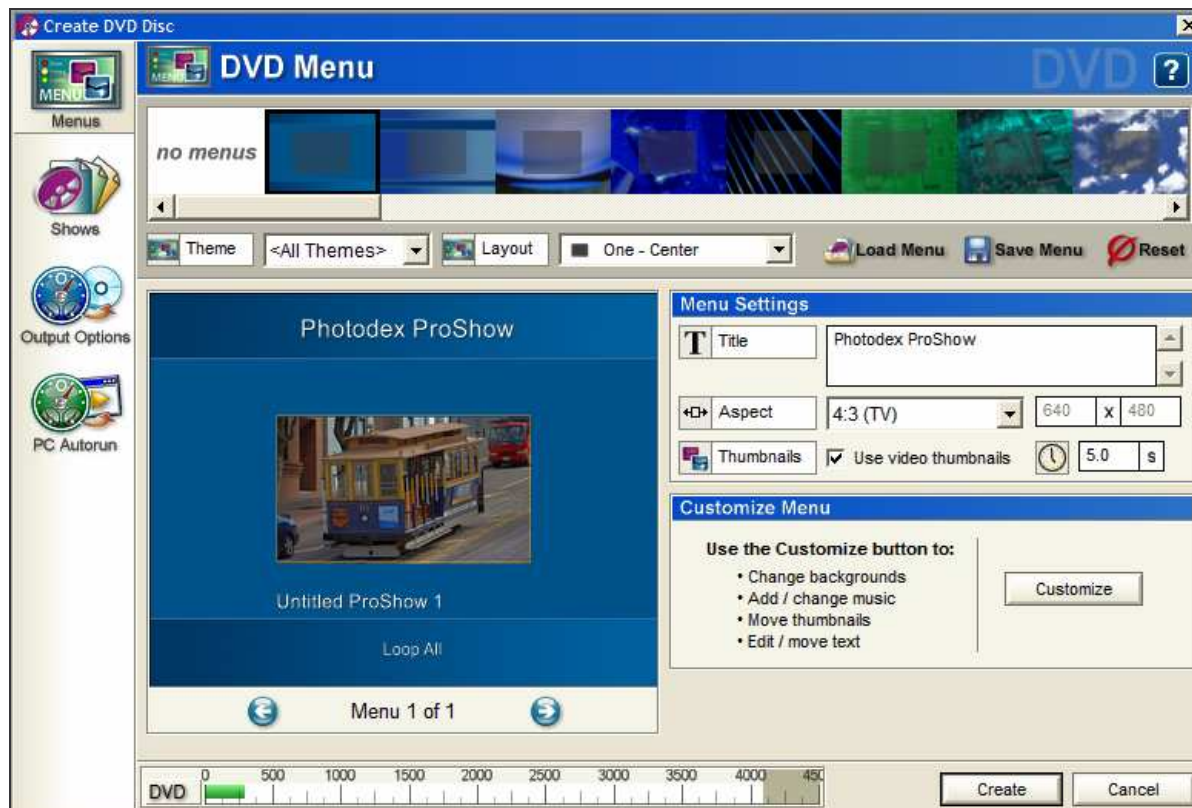 Create DVD Disc
MENU
Menus
Shows
Output Options
PC Autorun
MENU
DVD Menu
DVD
?
no menus
Theme
<All Themes>
Layout
One - Center
Load Menu
Save Menu
Reset
Photodex ProShow
Untitled ProShow 1
Loop All
Menu 1 of 1
Menu Settings
T Title
Photodex ProShow
Aspect
4:3 (TV)
640 x 480
Thumbnails
Use video thumbnails
5.0 s
Customize Menu
Use the Customize button to:
• Change backgrounds
• Add / change music
• Move thumbnails
• Edit / move text
Customize
DVD
0 500 1000 1500 2000 2500 3000 3500 4000 450
Create
Cancel